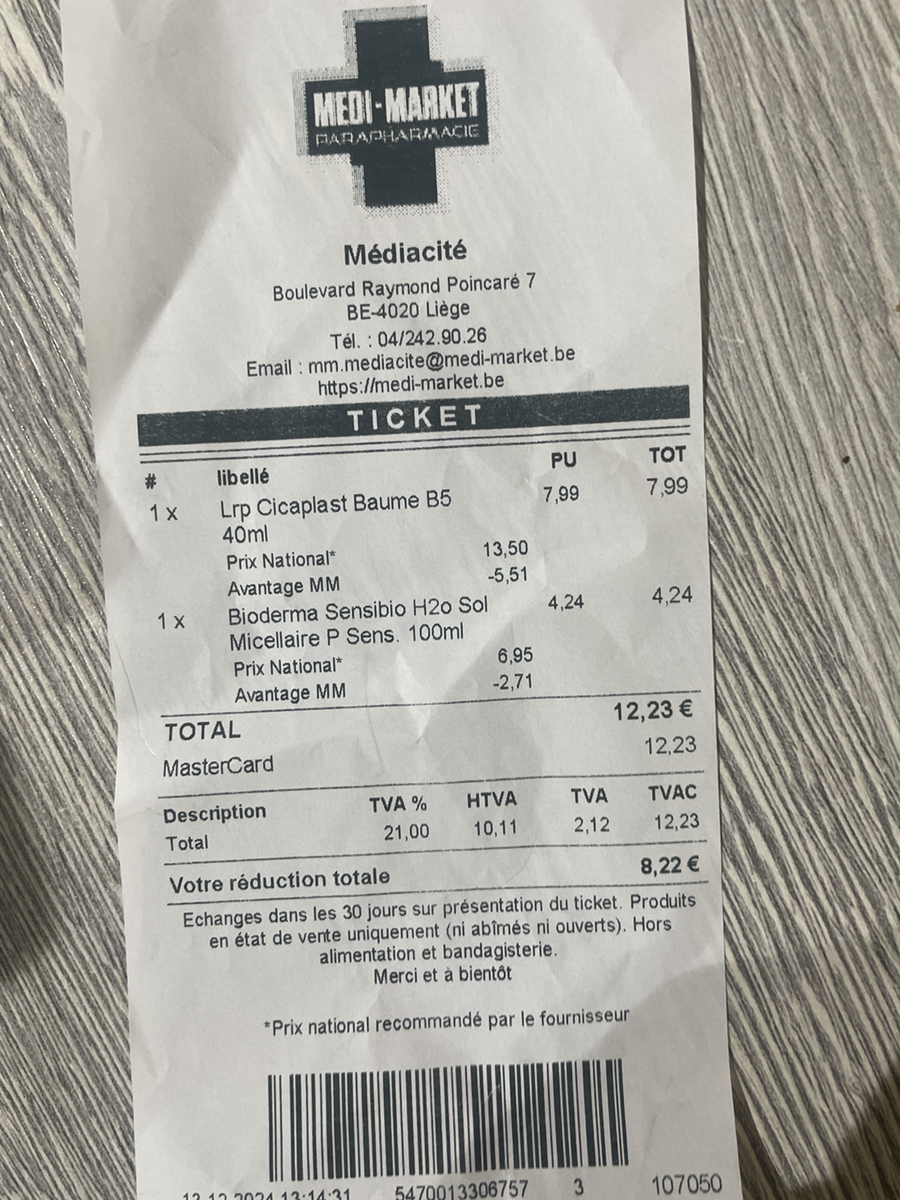 MEDI-MARKET
PARAPHARMACIE
Médiacité
Boulevard Raymond Poincaré 7
BE-4020 Liège
Tél. : 04/242.90.26
Email : mm.mediacite@medi-market.be
https://medi-market.be
TICKET
# libellé PU TOT
1 x Lrp Cicaplast Baume B5 7,99 7,99
40ml
Prix National* 13,50
Avantage MM -5,51
1 x Bioderma Sensibio H2o Sol 4,24 4,24
Micellaire P Sens. 100ml
Prix National* 6,95
Avantage MM -2,71
TOTAL 12,23 €
MasterCard 12,23
Description TVA % HTVA TVA TVAC
Total 21,00 10,11 2,12 12,23
Votre réduction totale 8,22 €
Echanges dans les 30 jours sur présentation du ticket. Produits
en état de vente uniquement (ni abîmés ni ouverts). Hors
alimentation et bandagisterie.
Merci et à bientôt
*Prix national recommandé par le fournisseur
12.12.2024 13:14:31 5470013306757 3 107050